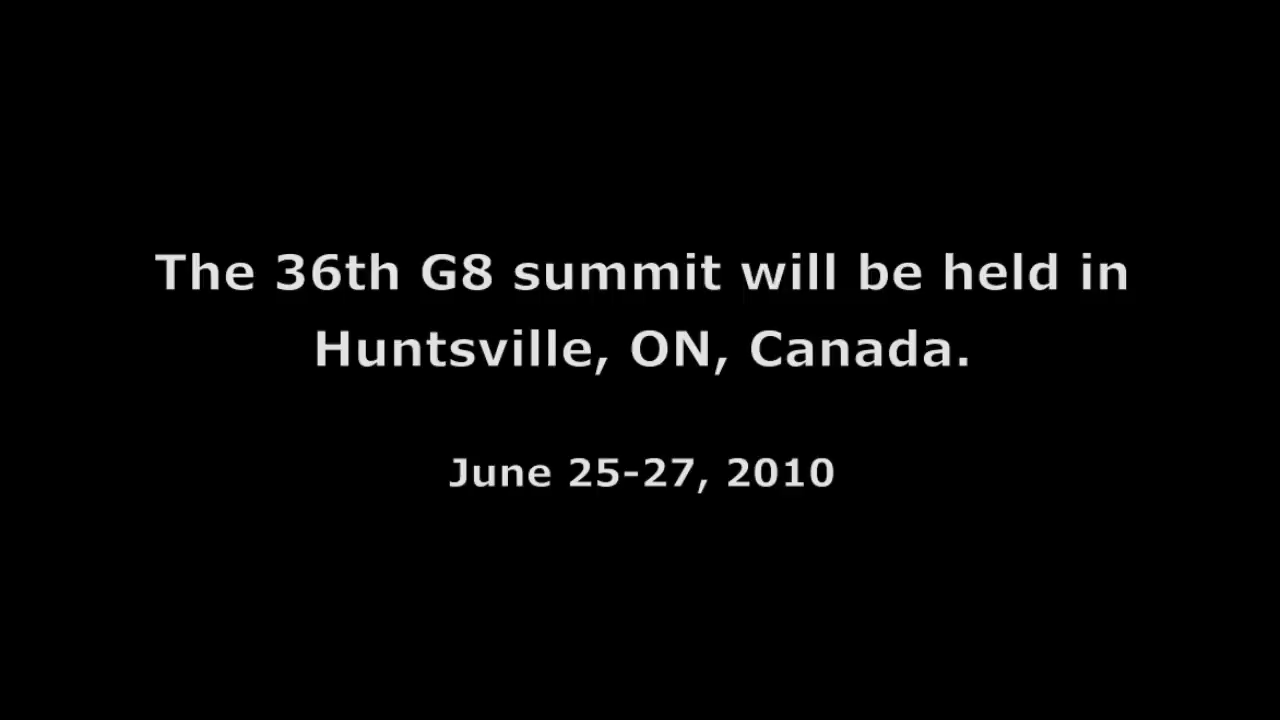 The 36th G8 summit will be held in
Huntsville, ON, Canada.
June 25-27, 2010